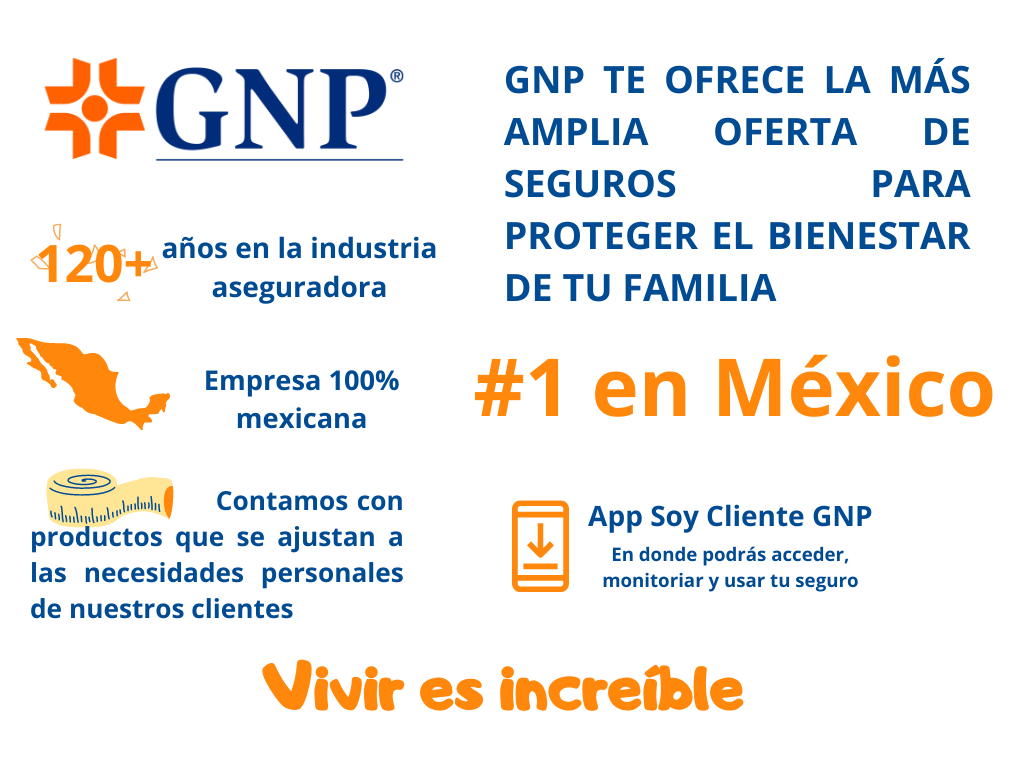 GNP®
120+ años en la industria
aseguradora
Empresa 100%
mexicana
Contamos con
productos que se ajustan a
las necesidades personales
de nuestros clientes
GNP TE OFRECE LA MÁS
AMPLIA OFERTA DE
SEGUROS PARA
PROTEGER EL BIENESTAR
DE TU FAMILIA
#1 en México
App Soy Cliente GNP
En donde podrás acceder,
monitoriar y usar tu seguro
Vivir es increíble